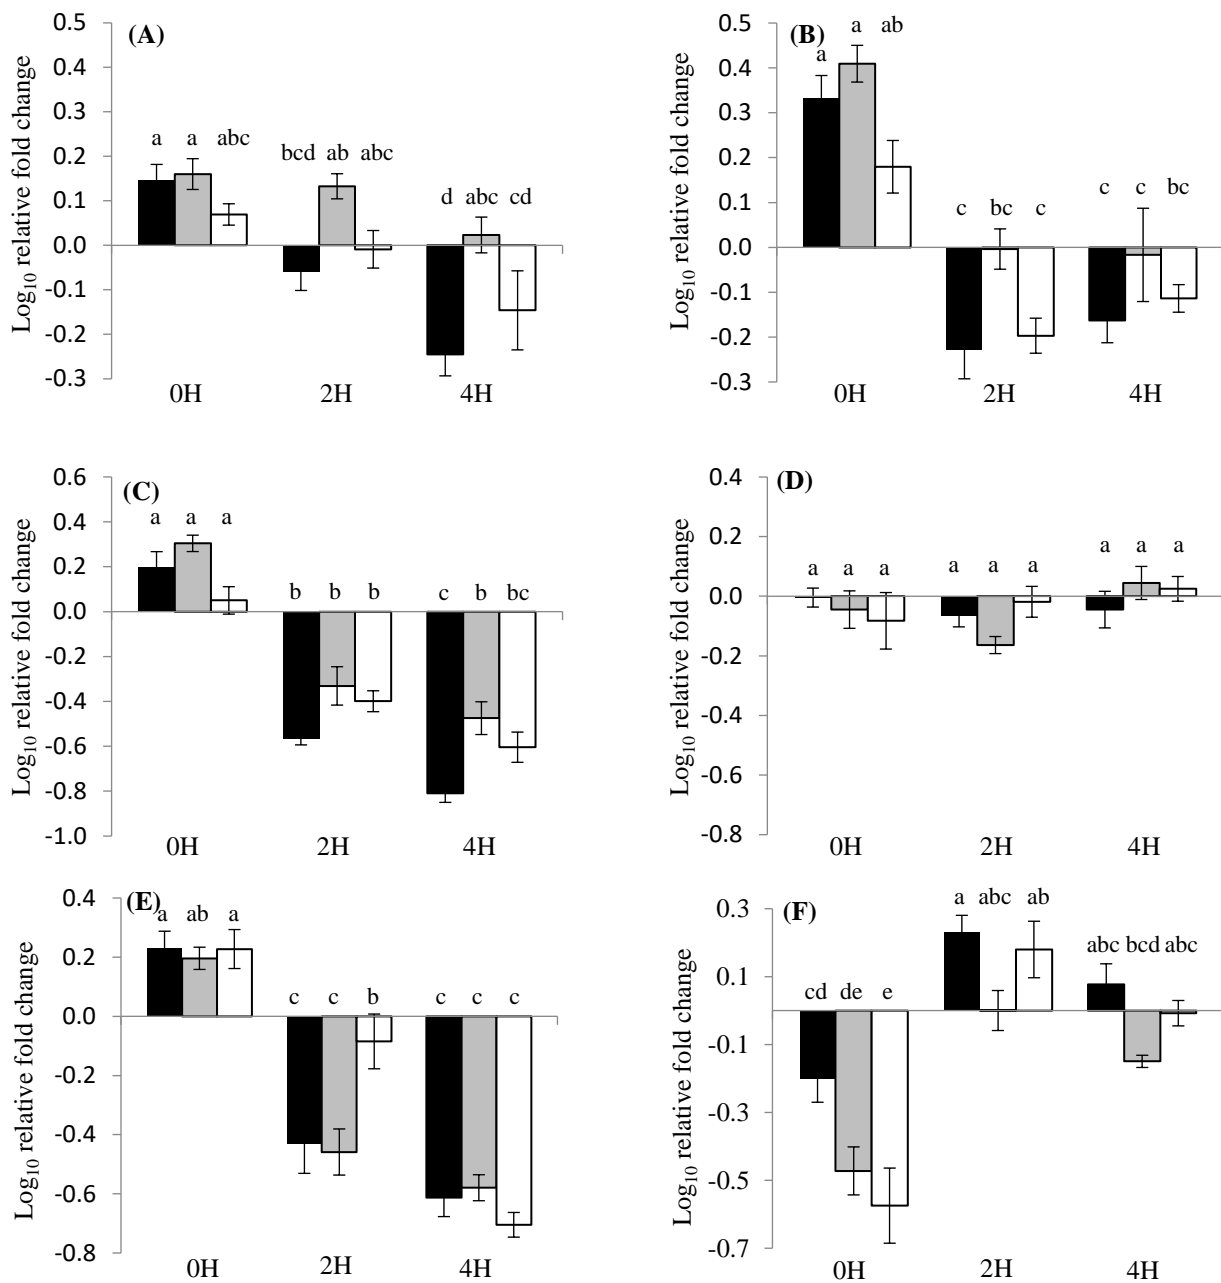 (A)
Log10 relative fold change
0.5
0.4
0.3
0.2
0.1
0.0
-0.1
-0.2
-0.3
a a abc
bcd ab abc
d abc cd
0H 2H 4H
(B)
Log10 relative fold change
0.5
0.4
0.3
0.2
0.1
0.0
-0.1
-0.2
-0.3
a a ab
c bc c
c c bc
0H 2H 4H
(C)
Log10 relative fold change
0.6
0.4
0.2
0.0
-0.2
-0.4
-0.6
-0.8
-1.0
a a a
b b b
c b bc
0H 2H 4H
(D)
Log10 relative fold change
0.4
0.2
0.0
-0.2
-0.4
-0.6
-0.8
a a a
a a a
a a a
0H 2H 4H
(E)
Log10 relative fold change
0.4
0.2
0.0
-0.2
-0.4
-0.6
-0.8
a ab a
c c b
c c c
0H 2H 4H
(F)
Log10 relative fold change
0.3
0.1
-0.1
-0.3
-0.5
-0.7
cd de e
a abc ab
abc bcd abc
0H 2H 4H